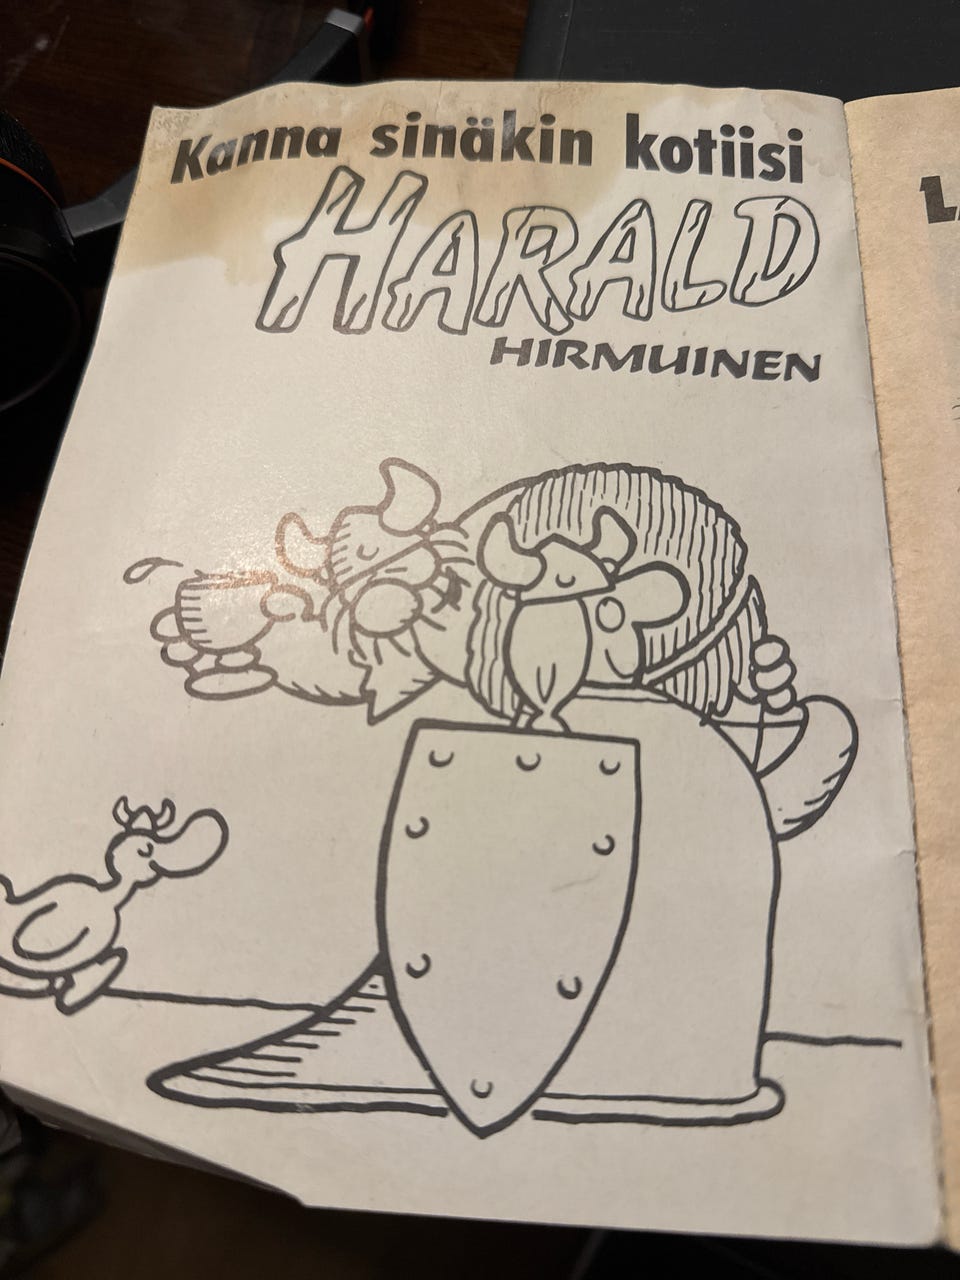 Kanna sinäkin kotiisi
HARALD
HIRMUINEN